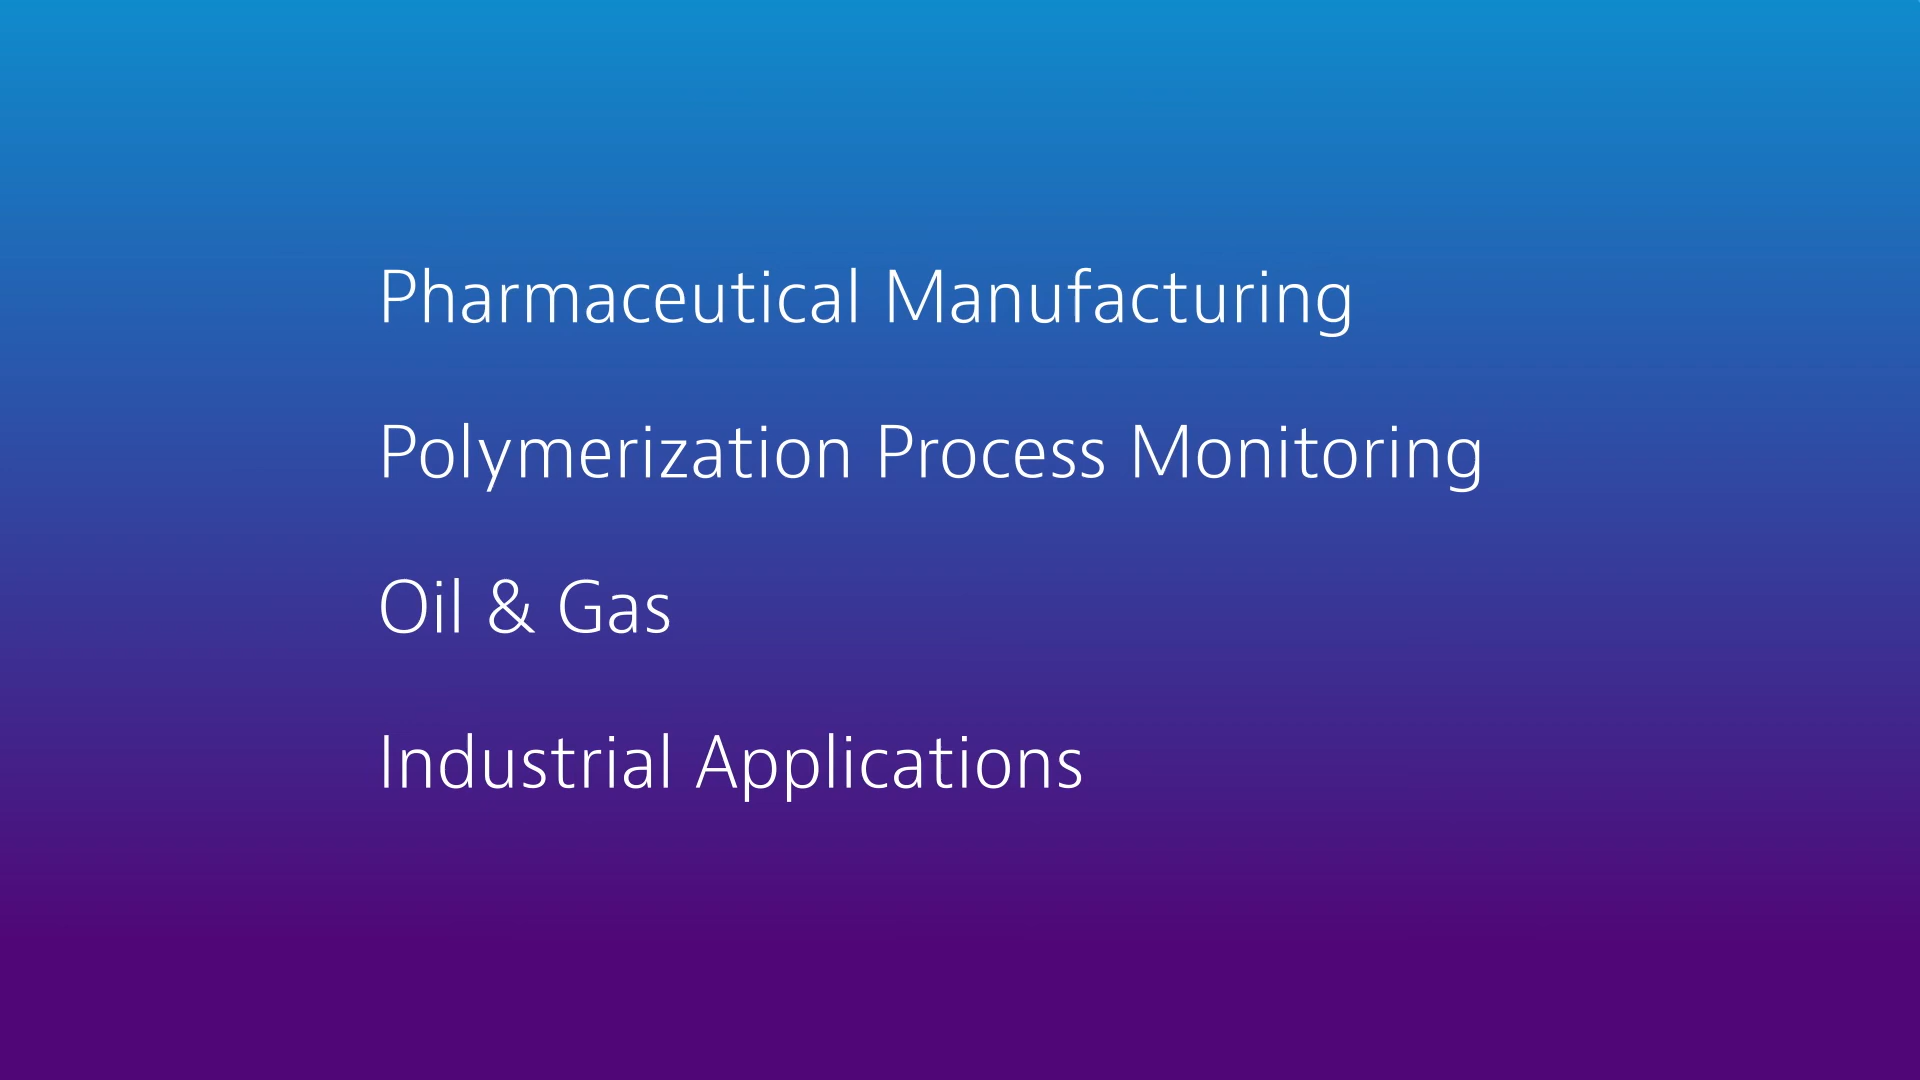 Pharmaceutical Manufacturing
Polymerization Process Monitoring
Oil & Gas
Industrial Applications